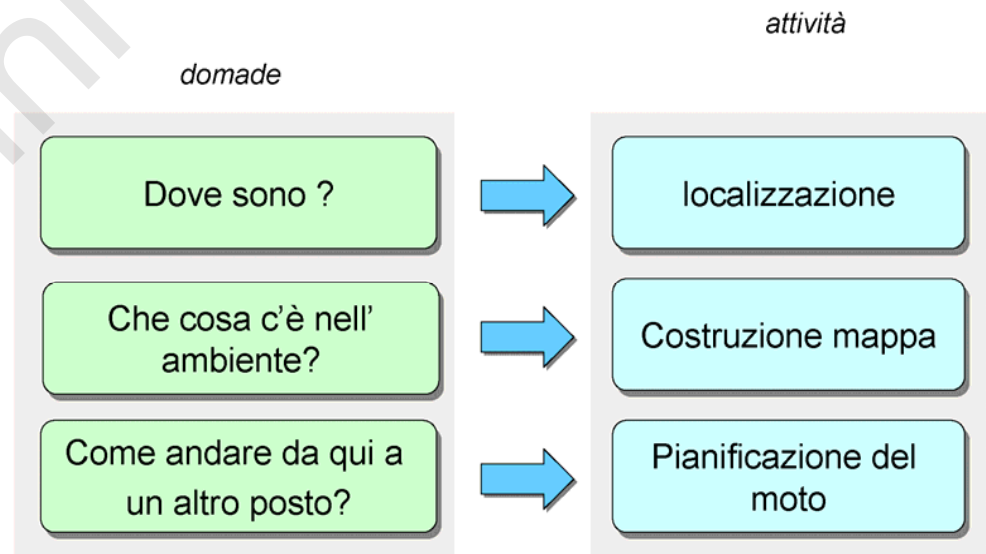 attività
domade
Dove sono ?
localizzazione
Che cosa c'è nell'
ambiente?
Costruzione mappa
Come andare da qui a
un altro posto?
Pianificazione del
moto